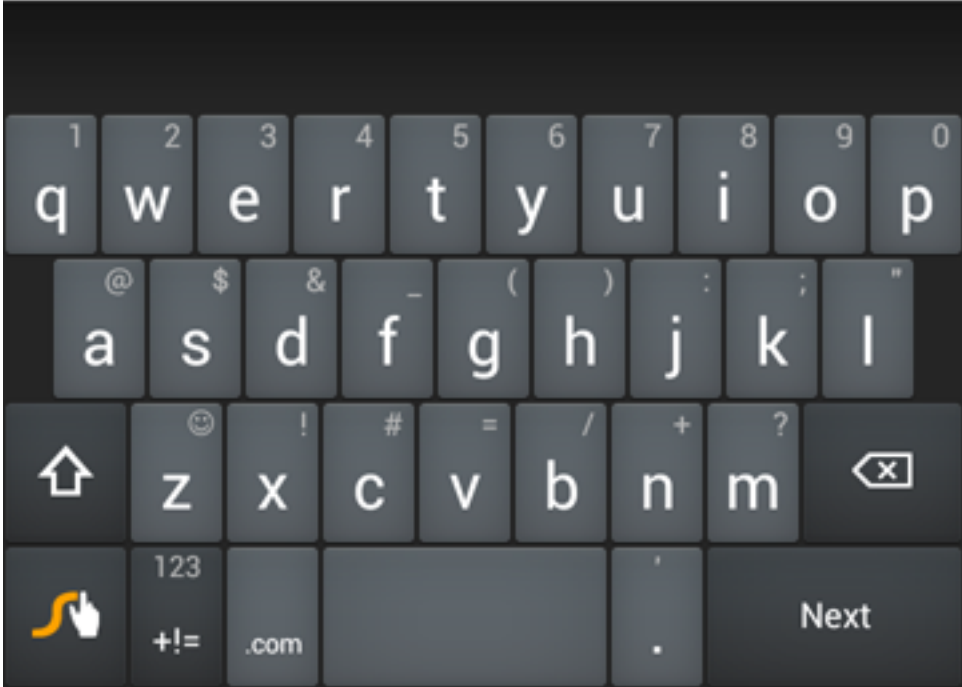 1 2 3 4 5 6 7 8 9 0
q w e r t y u i o p
@ $ & _ ( ) : ; "
a s d f g h j k l
! # = / + ?
z x c v b n m
123 '
+!= .com . Next